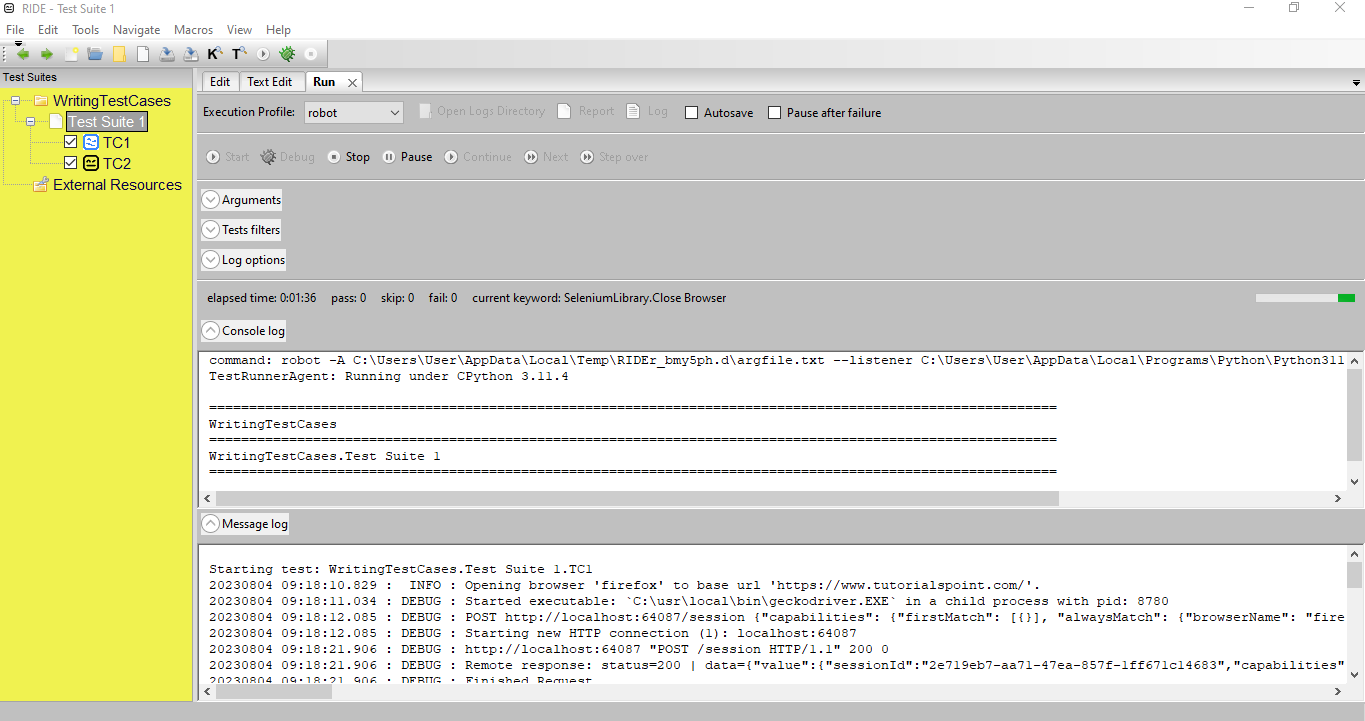 RIDE - Test Suite 1
File Edit Tools Navigate Macros View Help
Test Suites
WritingTestCases
Test Suite 1
TC1
TC2
External Resources
Edit Text Edit Run
Execution Profile: robot Open Logs Directory Report Log Autosave Pause after failure
Start Debug Stop Pause Continue Next Step over
Arguments
Tests filters
Log options
elapsed time: 0:01:36 pass: 0 skip: 0 fail: 0 current keyword: SeleniumLibrary.Close Browser
Console log
command: robot -A C:\Users\User\AppData\Local\Temp\RIDEr_bmy5ph.d\argfile.txt --listener C:\Users\User\AppData\Local\Programs\Python\Python311
TestRunnerAgent: Running under CPython 3.11.4
==========================================================================================================
WritingTestCases
==========================================================================================================
WritingTestCases.Test Suite 1
==========================================================================================================
Message log
Starting test: WritingTestCases.Test Suite 1.TC1
20230804 09:18:10.829 :  INFO : Opening browser 'firefox' to base url 'https://www.tutorialspoint.com/'.
20230804 09:18:11.034 : DEBUG : Started executable: `C:\usr\local\bin\geckodriver.EXE` in a child process with pid: 8780
20230804 09:18:12.085 : DEBUG : POST http://localhost:64087/session {"capabilities": {"firstMatch": [{}], "alwaysMatch": {"browserName": "fire
20230804 09:18:12.085 : DEBUG : Starting new HTTP connection (1): localhost:64087
20230804 09:18:21.906 : DEBUG : http://localhost:64087 "POST /session HTTP/1.1" 200 0
20230804 09:18:21.906 : DEBUG : Remote response: status=200 | data={"value":{"sessionId":"2e719eb7-aa71-47ea-857f-1ff671c14683","capabilities"
20230804 09:18:21.906 : DEBUG : Finished Request